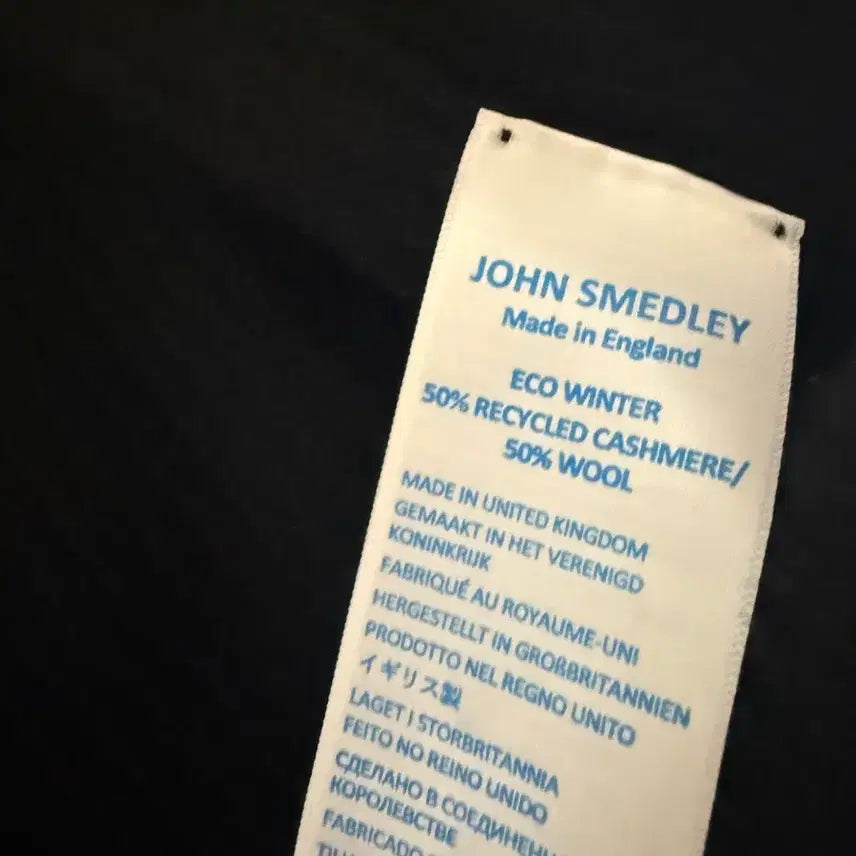 JOHN SMEDLEY
Made in England
ECO WINTER
50% RECYCLED CASHMERE/
50% WOOL
MADE IN UNITED KINGDOM
GEMAAKT IN HET VERENIGD
KONINKRIJK
FABRIQUÉ AU ROYAUME-UNI
HERGESTELLT IN GROßBRITANNIEN
PRODOTTO NEL REGNO UNITO
イギリス製
LAGET I STORBRITANNIA
FEITO NO REINO UNIDO
СДЕЛАНО В
КОРОЛЕВСТВЕ
FABRICADO